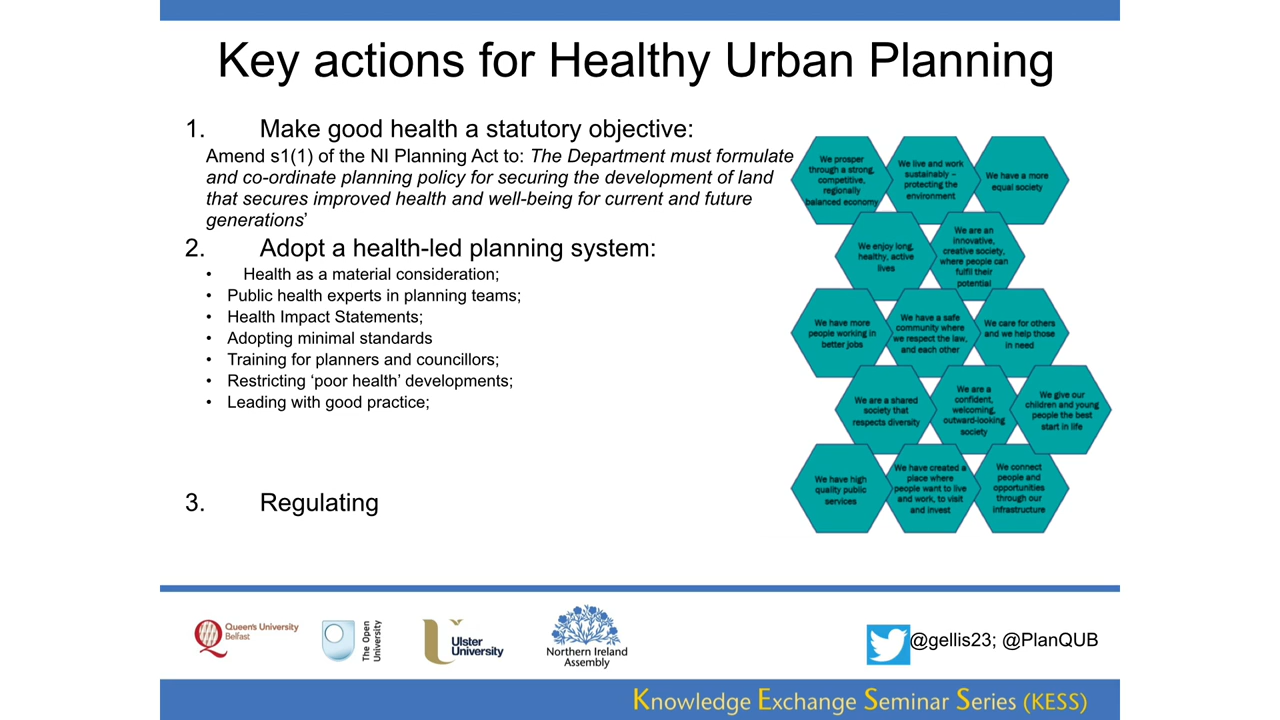 Key actions for Healthy Urban Planning
1. Make good health a statutory objective:
Amend s1(1) of the NI Planning Act to: The Department must formulate
and co-ordinate planning policy for securing the development of land
that secures improved health and well-being for current and future
generations’
2. Adopt a health-led planning system:
• Health as a material consideration;
• Public health experts in planning teams;
• Health Impact Statements;
• Adopting minimal standards
• Training for planners and councillors;
• Restricting ‘poor health’ developments;
• Leading with good practice;
3. Regulating
We prosper
through a strong,
competitive,
regionally
balanced economy
We live and work
sustainably –
protecting the
environment
We have a more
equal society
We enjoy long,
healthy, active
lives
We are an
innovative,
creative society,
where people can
fulfil their
potential
We have more
people working in
better jobs
We have a safe
community where
we respect the law,
and each other
We care for others
and we help those
in need
We are a shared
society that
respects diversity
We are a
confident,
welcoming,
outward-looking
society
We give our
children and young
people the best
start in life
We have high
quality public
services
We have created a
place where
people want to live
and work, to visit
and invest
We connect
people and
opportunities
through our
infrastructure
Queen's University
Belfast
The Open
University
Ulster
University
Northern Ireland
Assembly
@gellis23; @PlanQUB
Knowledge Exchange Seminar Series (KESS)